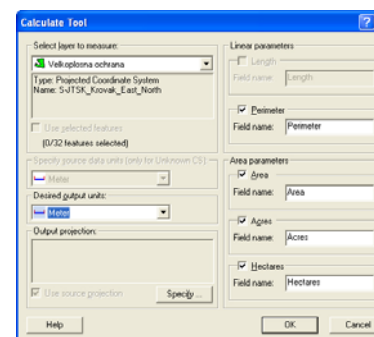 Calculate Tool
?
Select layer to measure:
Velkoplosna ochrana
Type: Projected Coordinate System
Name: S-JTSK_Krovak_East_North
Use selected features
(0/32 features selected)
Specify source data units (only for Unknown CS):
Meter
Desired output units:
Meter
Output projection:
Use source projection
Specify ...
Linear parameters
Length
Field name: Length
Perimeter
Field name: Perimeter
Area parameters
Area
Field name: Area
Acres
Field name: Acres
Hectares
Field name: Hectares
Help
OK
Cancel